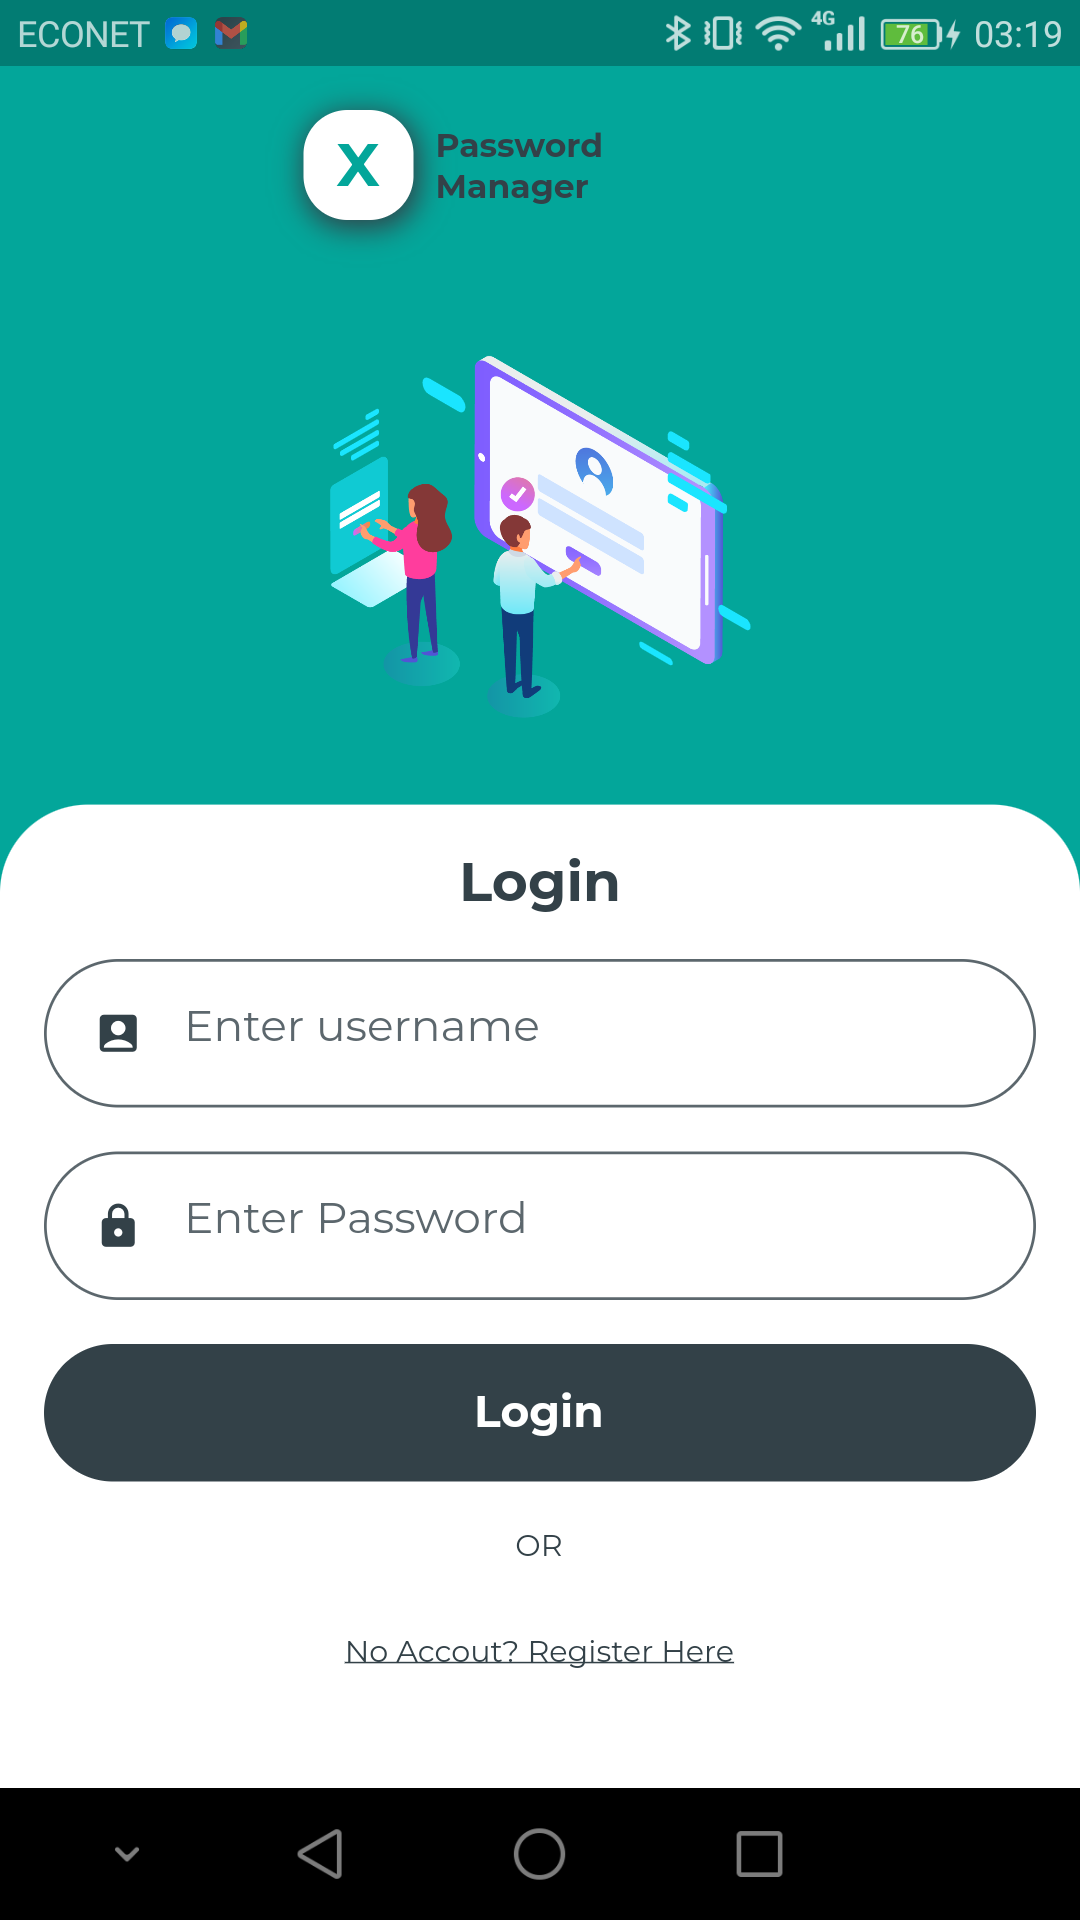 ECONET 4G 76 03:19
X
Password
Manager
Login
Enter username
Enter Password
Login
OR
No Accout? Register Here